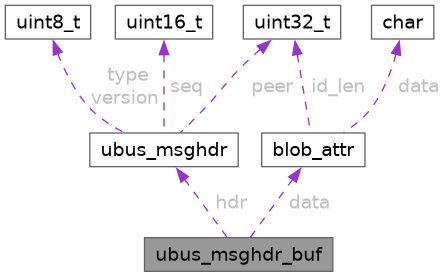 uint8_t
uint16_t
uint32_t
char
type
version
seq
peer
id_len
data
ubus_msghdr
blob_attr
hdr
data
ubus_msghdr_buf